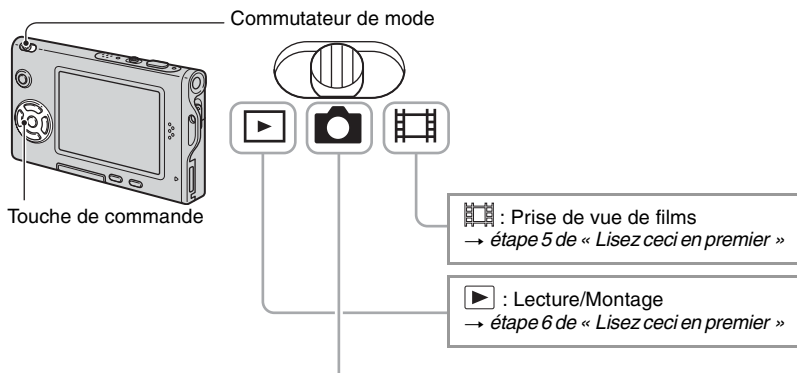 Commutateur de mode
Touche de commande
: Prise de vue de films
→ étape 5 de « Lisez ceci en premier »
: Lecture/Montage
→ étape 6 de « Lisez ceci en premier »